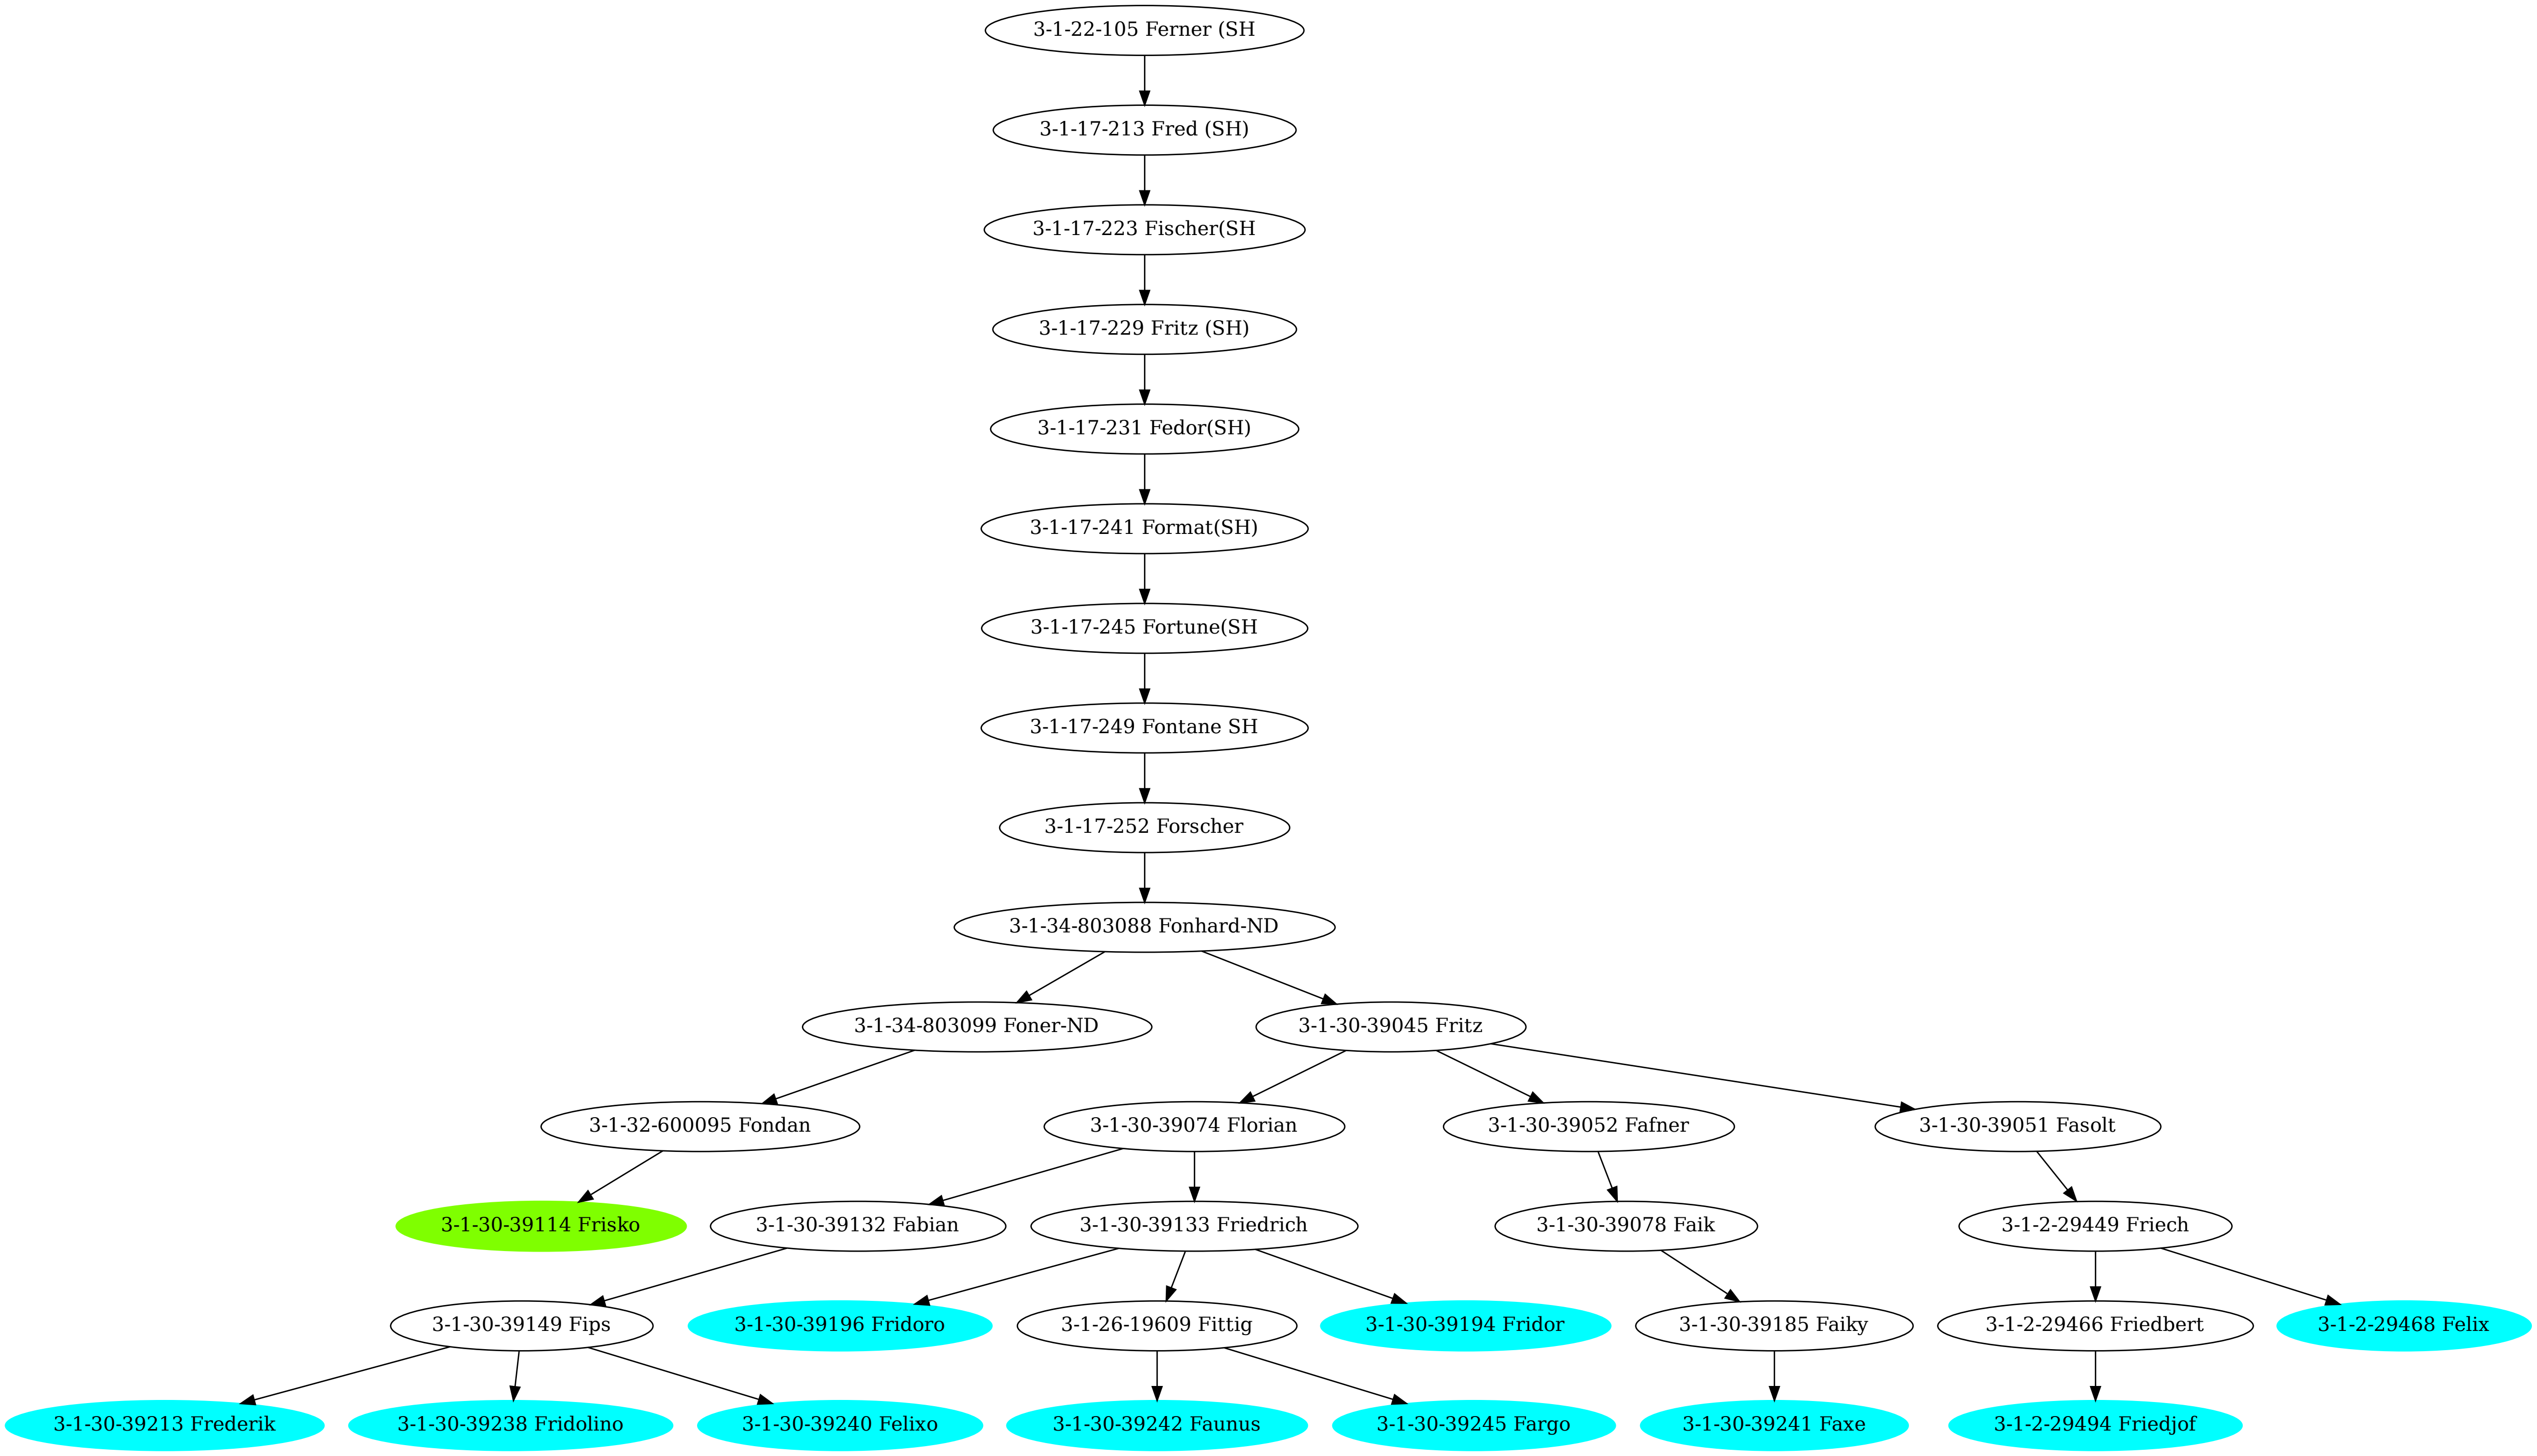 3-1-22-105 Ferner (SH
3-1-17-213 Fred (SH)
3-1-17-223 Fischer(SH
3-1-17-229 Fritz (SH)
3-1-17-231 Fedor(SH)
3-1-17-241 Format(SH)
3-1-17-245 Fortune(SH
3-1-17-249 Fontane SH
3-1-17-252 Forscher
3-1-34-803088 Fonhard-ND
3-1-34-803099 Foner-ND
3-1-30-39045 Fritz
3-1-32-600095 Fondan
3-1-30-39074 Florian
3-1-30-39052 Fafner
3-1-30-39051 Fasolt
3-1-30-39114 Frisko
3-1-30-39132 Fabian
3-1-30-39133 Friedrich
3-1-30-39078 Faik
3-1-2-29449 Friech
3-1-30-39149 Fips
3-1-30-39196 Fridoro
3-1-26-19609 Fittig
3-1-30-39194 Fridor
3-1-30-39185 Faiky
3-1-2-29466 Friedbert
3-1-2-29468 Felix
3-1-30-39213 Frederik
3-1-30-39238 Fridolino
3-1-30-39240 Felixo
3-1-30-39242 Faunus
3-1-30-39245 Fargo
3-1-30-39241 Faxe
3-1-2-29494 Friedjof